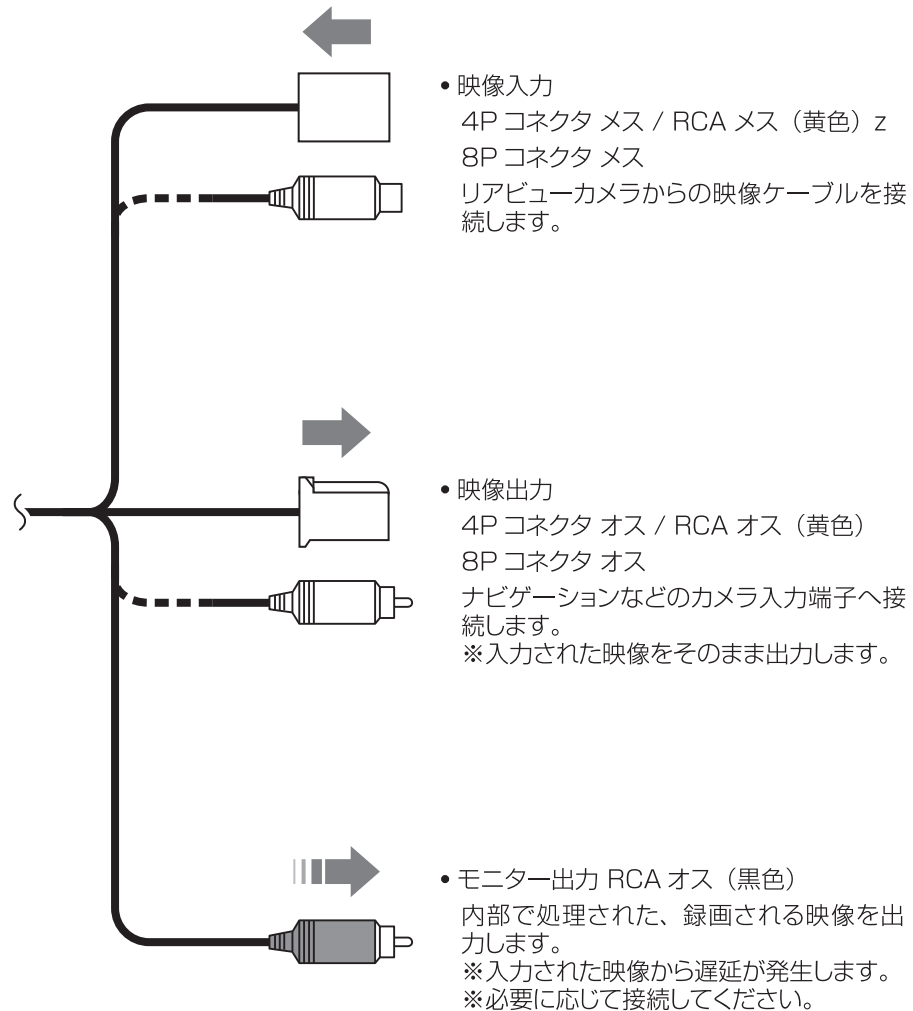 • 映像入力
4P コネクタ メス / RCA メス（黄色）z
8P コネクタ メス
リアビューカメラからの映像ケーブルを接
続します。
• 映像出力
4P コネクタ オス / RCA オス（黄色）
8P コネクタ オス
ナビゲーションなどのカメラ入力端子へ接
続します。
※入力された映像をそのまま出力します。
• モニター出力 RCA オス（黒色）
内部で処理された、録画される映像を出
力します。
※入力された映像から遅延が発生します。
※必要に応じて接続してください。